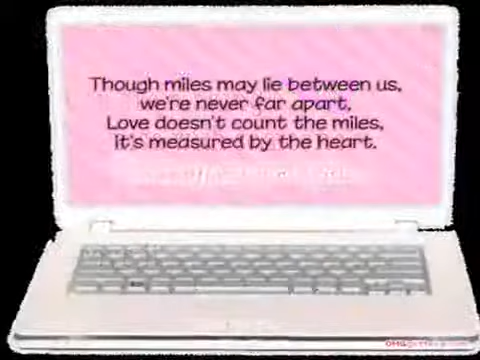 Though miles may lie between us,
we're never far apart,
Love doesn't count the miles,
it's measured by the heart.